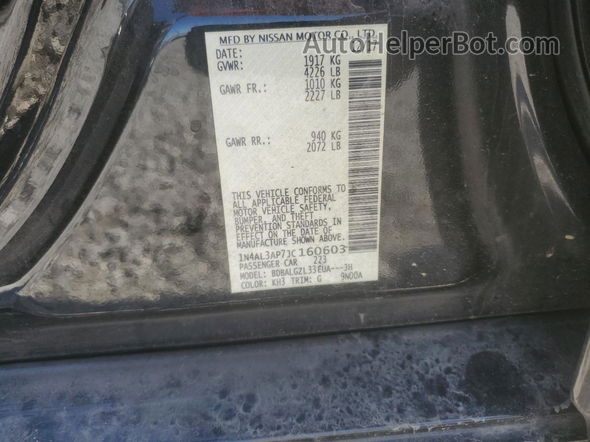 MFD BY NISSAN MOTOR CO., LTD.
AutoHelperBot.com
DATE:
GVWR: 1917 KG
4226 LB
GAWR FR.: 1010 KG
2227 LB
GAWR RR.: 940 KG
2072 LB
THIS VEHICLE CONFORMS TO
ALL APPLICABLE FEDERAL
MOTOR VEHICLE SAFETY,
BUMPER, AND THEFT
PREVENTION STANDARDS IN
EFFECT ON THE DATE OF
MANUFACTURE SHOWN ABOVE.
1N4AL3AP7JC160603
PASSENGER CAR 223
MODEL: BDBALGZL33EUA---3H
COLOR: KH3 TRIM: G 9N00A